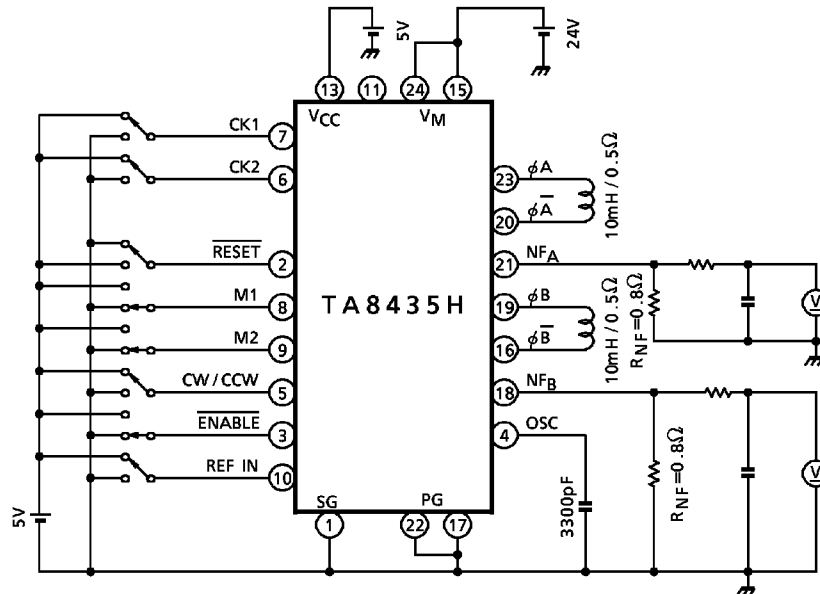 5V
24V
13
11
24
15
VCC
VM
CK1
7
CK2
6
23
φA
20
φA̅
10mH / 0.5Ω
R̅E̅S̅E̅T̅
2
21
NFA
TA8435H
M1
8
19
φB
M2
9
16
φB̅
10mH / 0.5Ω
RNF=0.8Ω
V
CW / CCW
5
18
NFB
E̅N̅A̅B̅L̅E̅
3
4
OSC
REF IN
10
3300pF
RNF=0.8Ω
V
5V
SG
PG
1
22
17